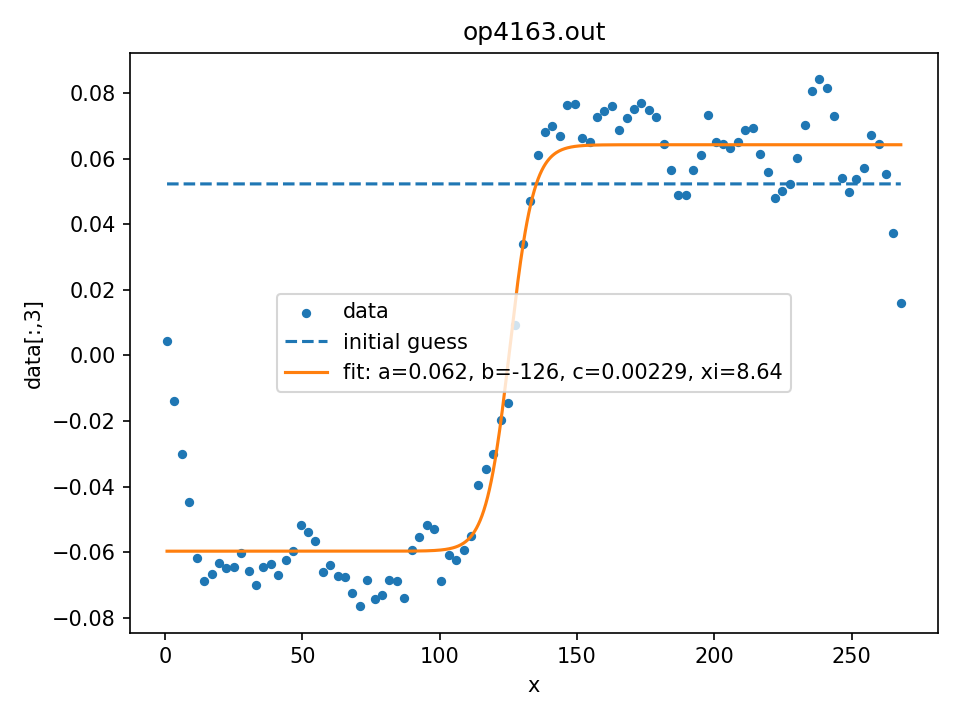 op4163.out
0.08
0.06
0.04
0.02
0.00
−0.02
−0.04
−0.06
−0.08
data[:,3]
data
initial guess
fit: a=0.062, b=-126, c=0.00229, xi=8.64
0 50 100 150 200 250
x